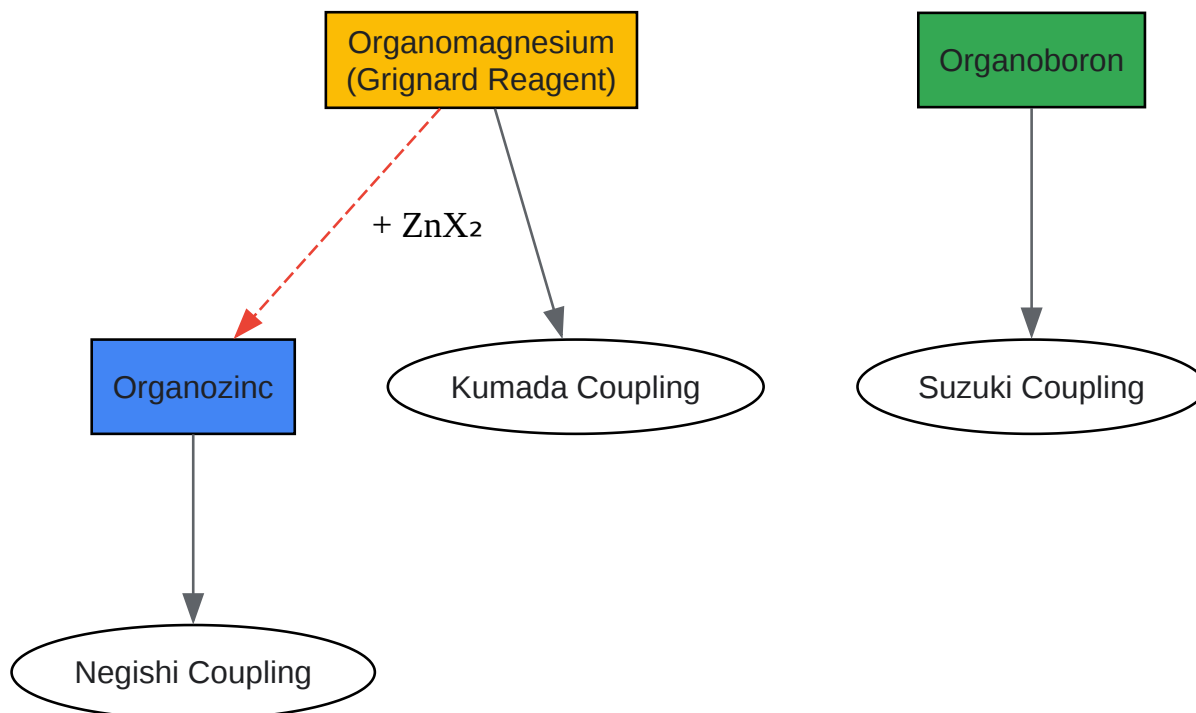 Organomagnesium
(Grignard Reagent)
Organoboron
+ ZnX₂
Organozinc
Kumada Coupling
Suzuki Coupling
Negishi Coupling